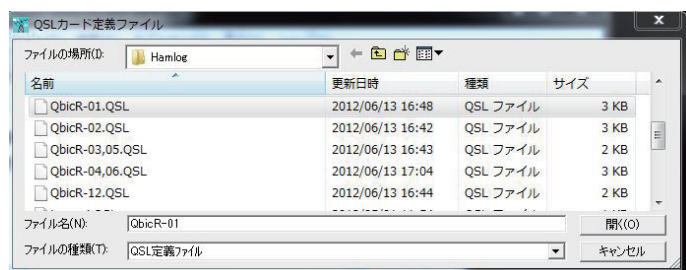 QSLカード定義ファイル
x
ファイルの場所(I):
Hamlog
名前 更新日時 種類 サイズ
QbicR-01.QSL 2012/06/13 16:48 QSL ファイル 3 KB
QbicR-02.QSL 2012/06/13 16:42 QSL ファイル 3 KB
QbicR-03,05.QSL 2012/06/13 16:43 QSL ファイル 2 KB
QbicR-04,06.QSL 2012/06/13 17:04 QSL ファイル 3 KB
QbicR-12.QSL 2012/06/13 16:44 QSL ファイル 2 KB
ファイル名(N): QbicR-01 開く(O)
ファイルの種類(T): QSL定義ファイル キャンセル